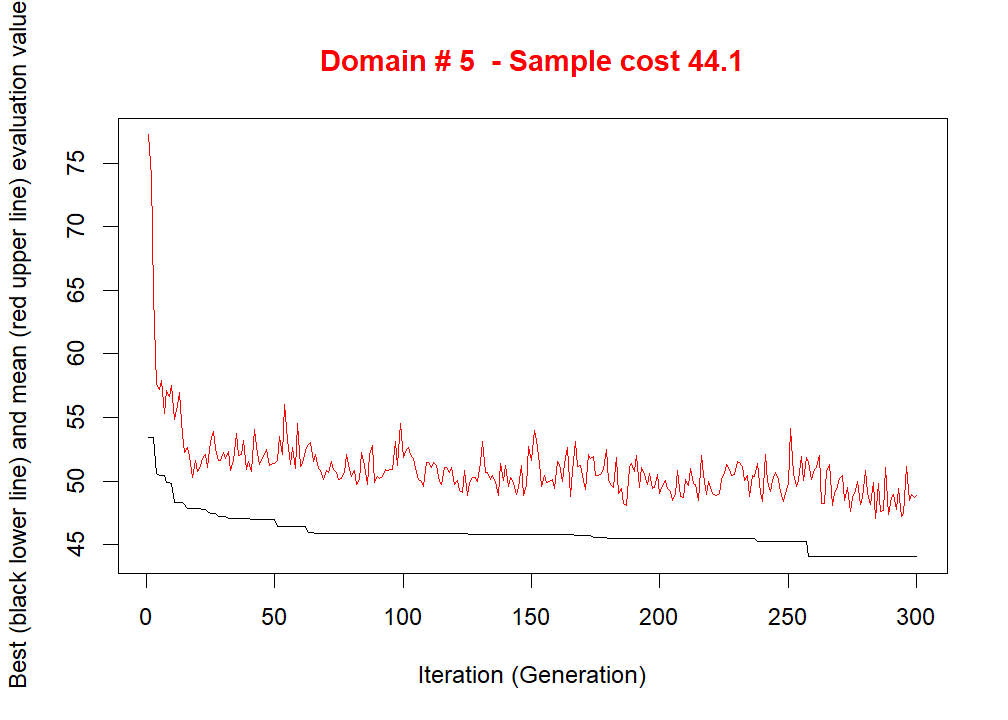 Domain # 5  - Sample cost 44.1
Best (black lower line) and mean (red upper line) evaluation value
75
70
65
60
55
50
45
0 50 100 150 200 250 300
Iteration (Generation)